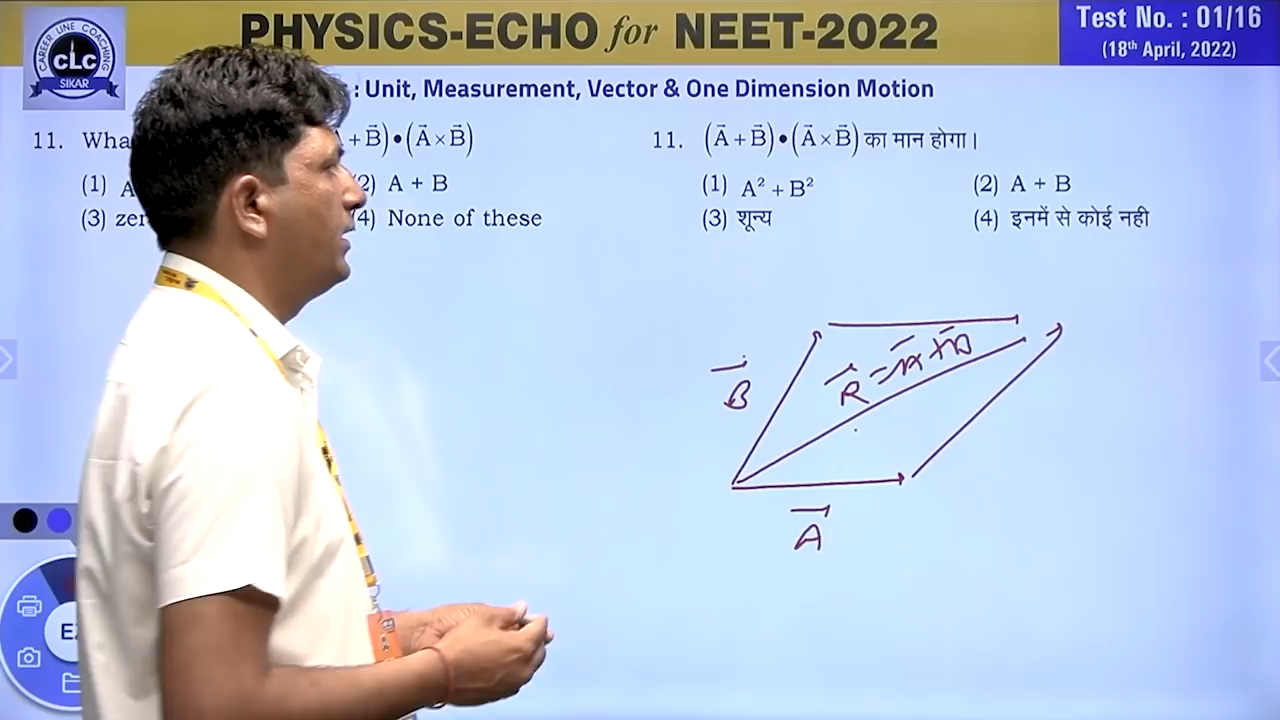 PHYSICS-ECHO for NEET-2022
Test No. : 01/16
(18th April, 2022)
CAREER LINE COACHING
CLC
SIKAR
: Unit, Measurement, Vector & One Dimension Motion
11. Wha +B⃗)•(A⃗×B⃗)
(1) A (2) A + B
(3) zer (4) None of these
11. (A⃗+B⃗)•(A⃗×B⃗) का मान होगा।
(1) A² + B² (2) A + B
(3) शून्य (4) इनमें से कोई नही
B⃗
R⃗ = A⃗ + B⃗
A⃗